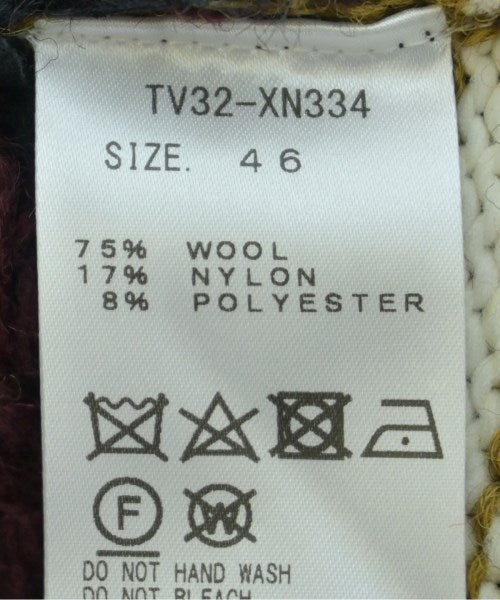 TV32-XN334
SIZE. 46
75% WOOL
17% NYLON
8% POLYESTER
F W
DO NOT HAND WASH
DO NOT BLEACH